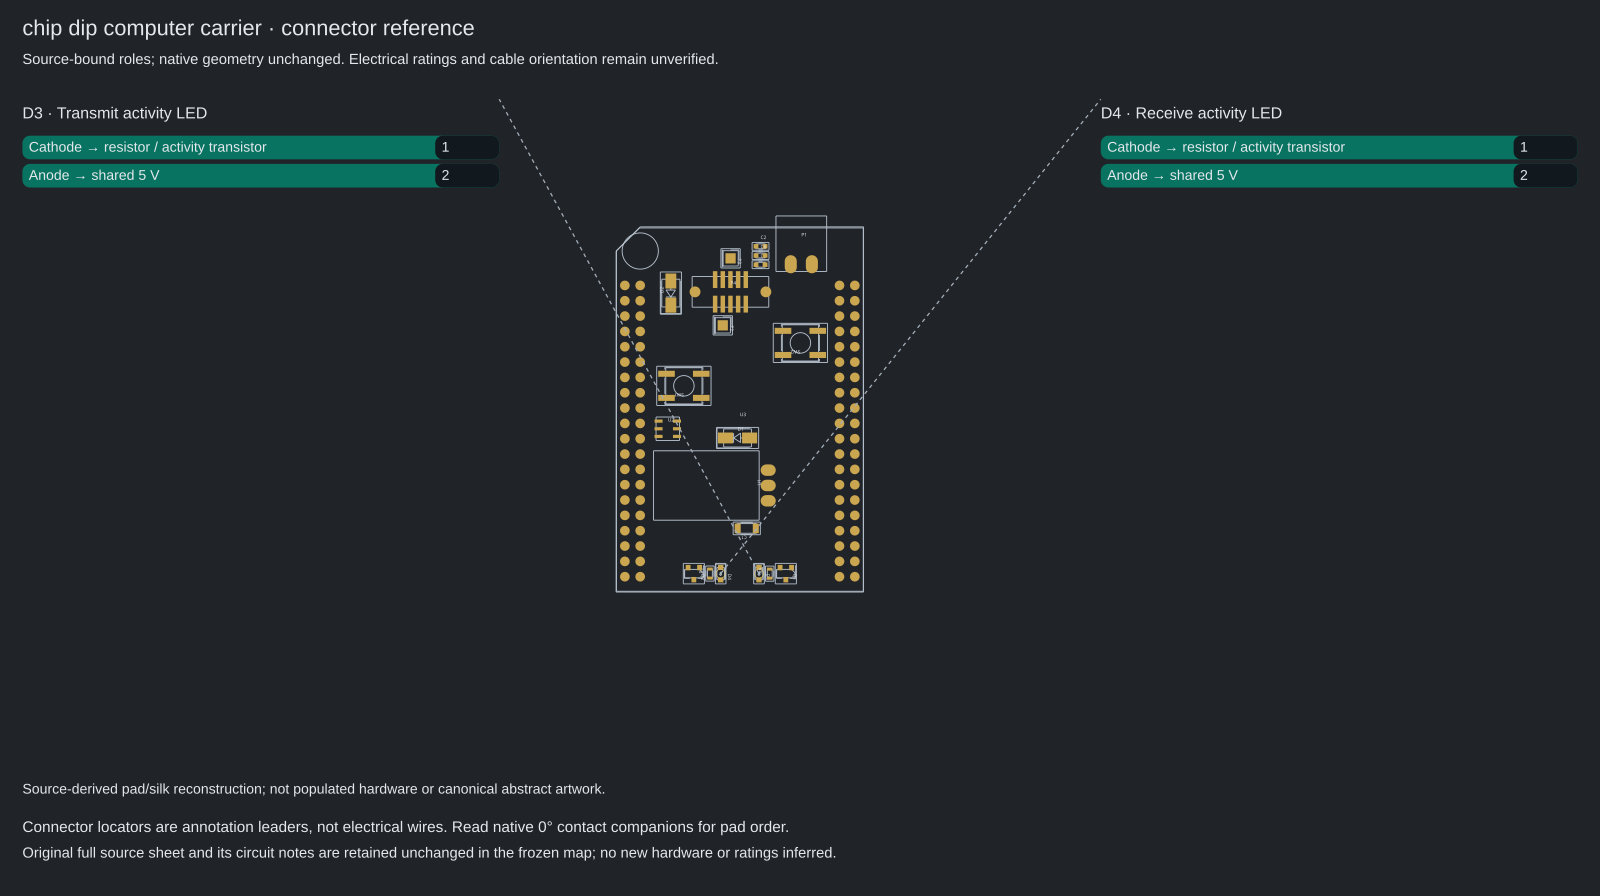 chip dip computer carrier · connector reference
Source-bound roles; native geometry unchanged. Electrical ratings and cable orientation remain unverified.
D3 · Transmit activity LED
Cathode → resistor / activity transistor 1
Anode → shared 5 V 2
D4 · Receive activity LED
Cathode → resistor / activity transistor 1
Anode → shared 5 V 2
C2
P1
U3
Source-derived pad/silk reconstruction; not populated hardware or canonical abstract artwork.
Connector locators are annotation leaders, not electrical wires. Read native 0° contact companions for pad order.
Original full source sheet and its circuit notes are retained unchanged in the frozen map; no new hardware or ratings inferred.